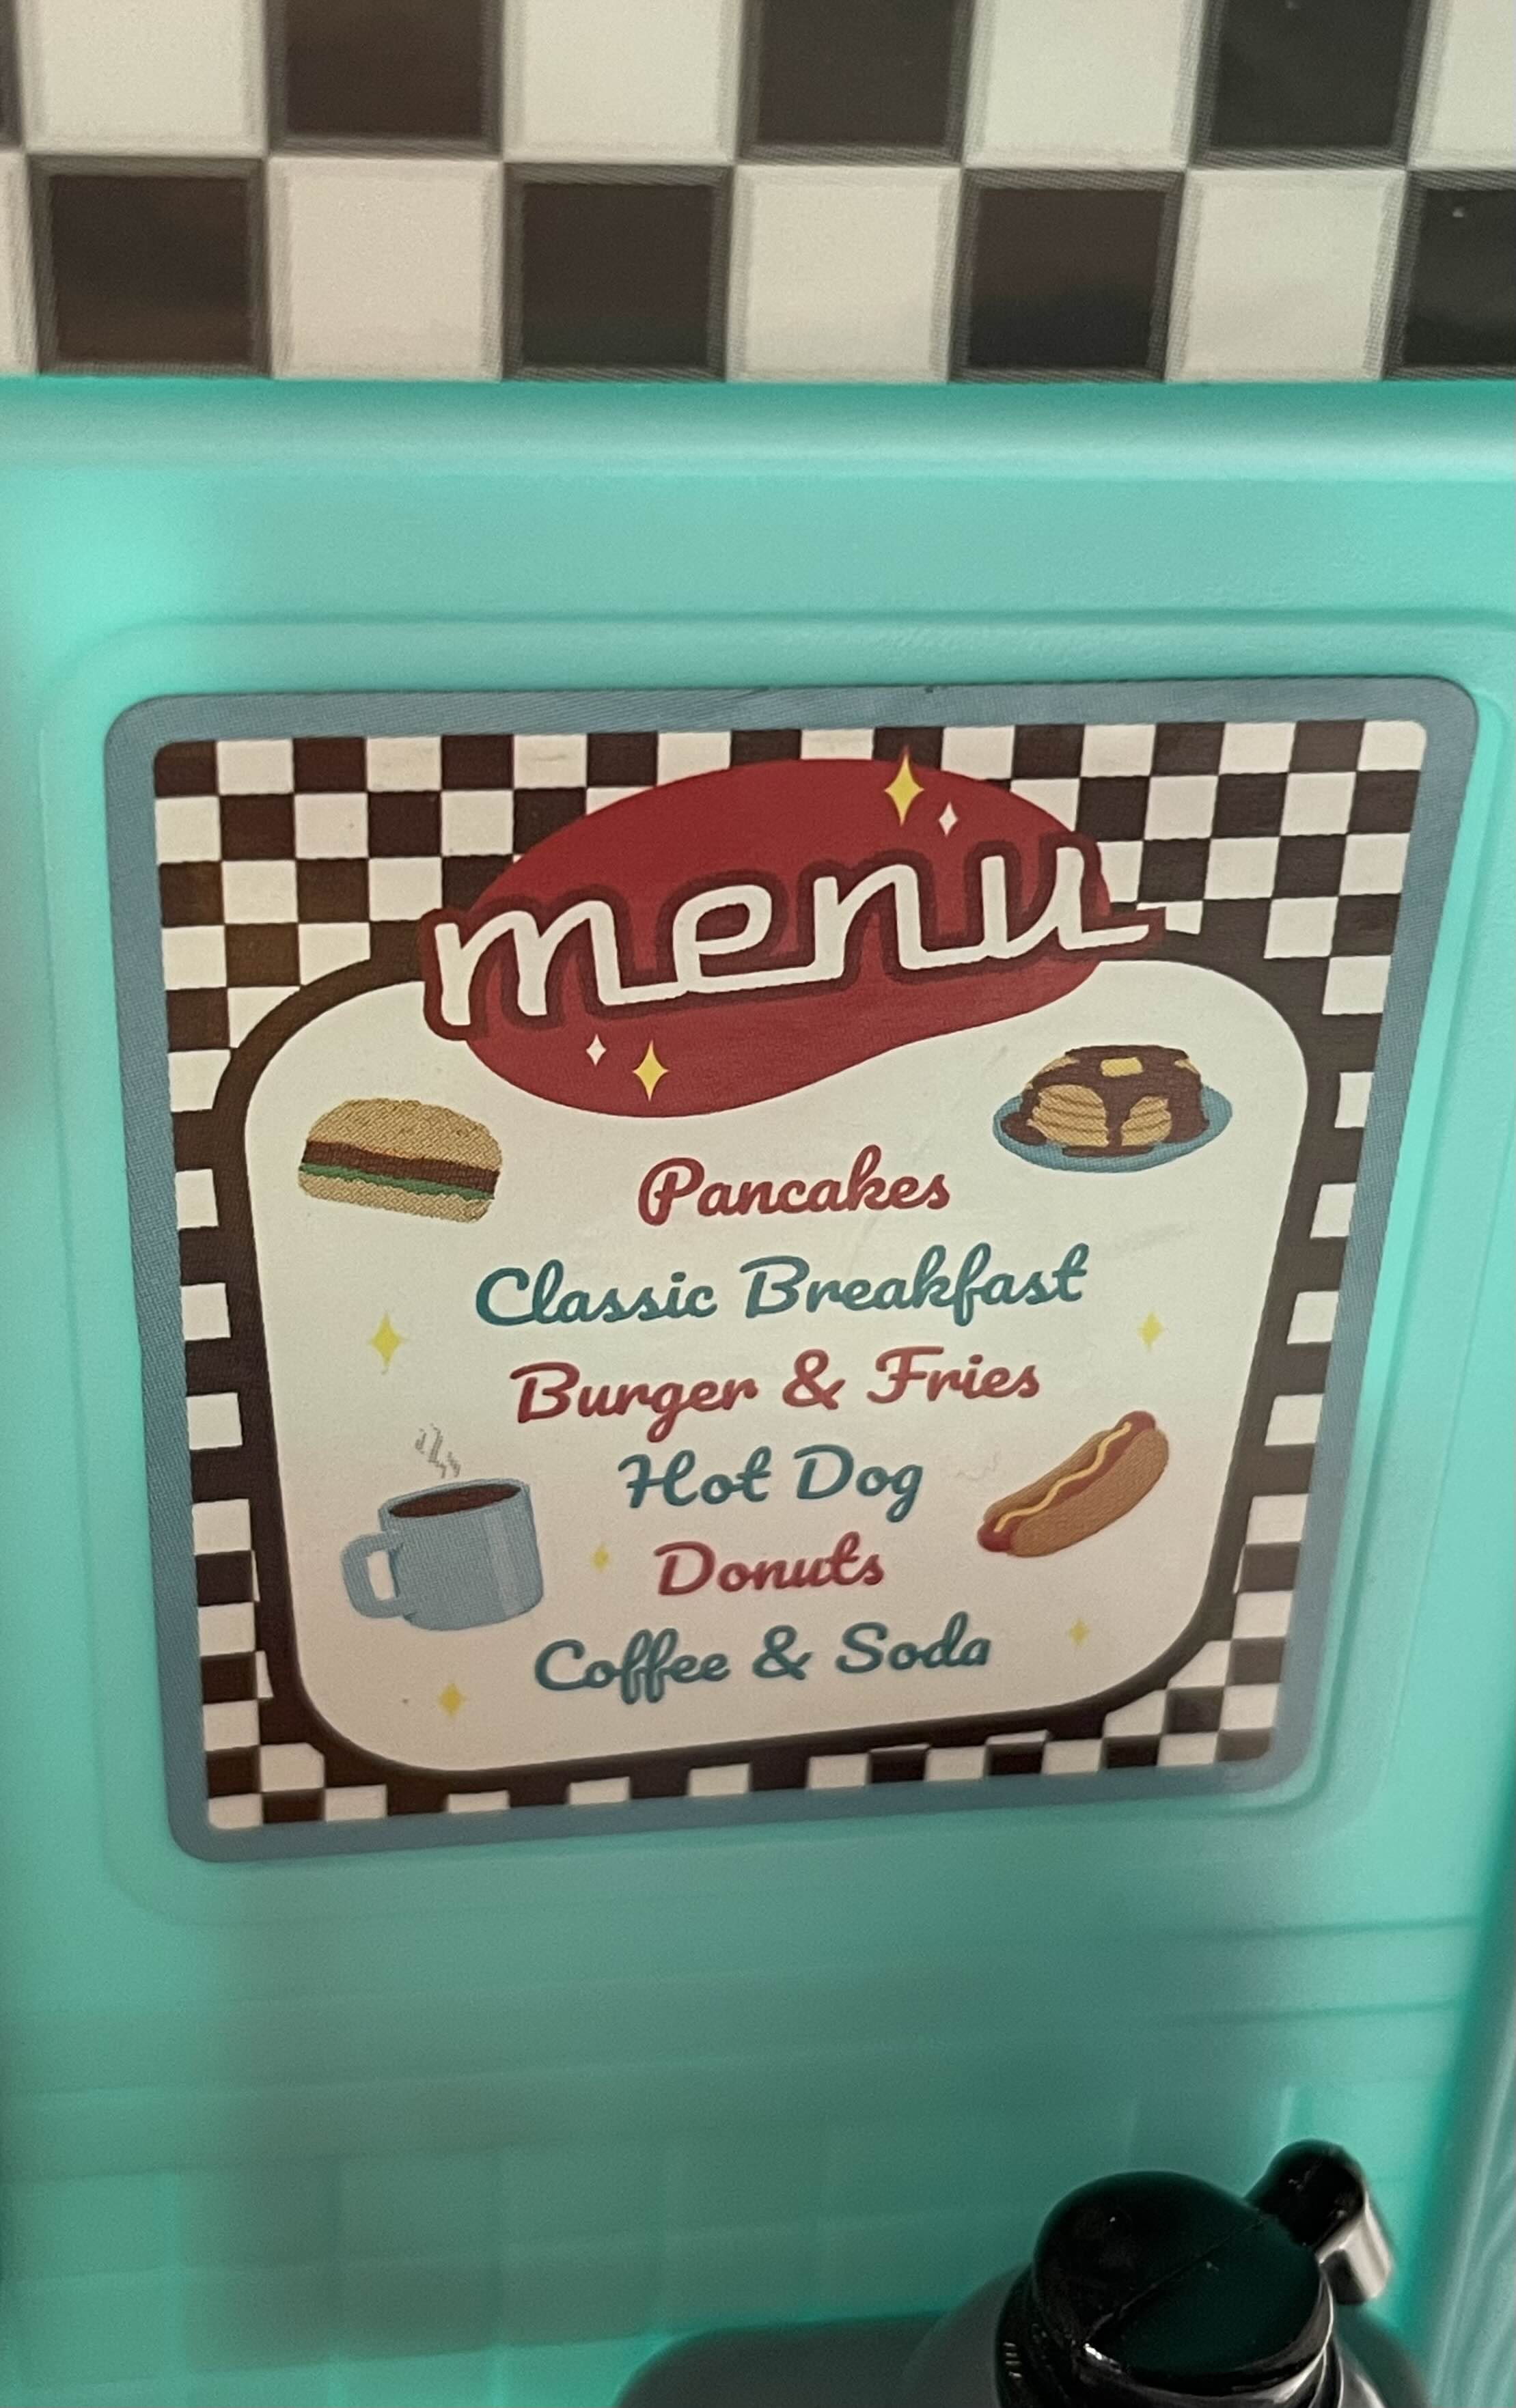 menu
Pancakes
Classic Breakfast
Burger & Fries
Hot Dog
Donuts
Coffee & Soda